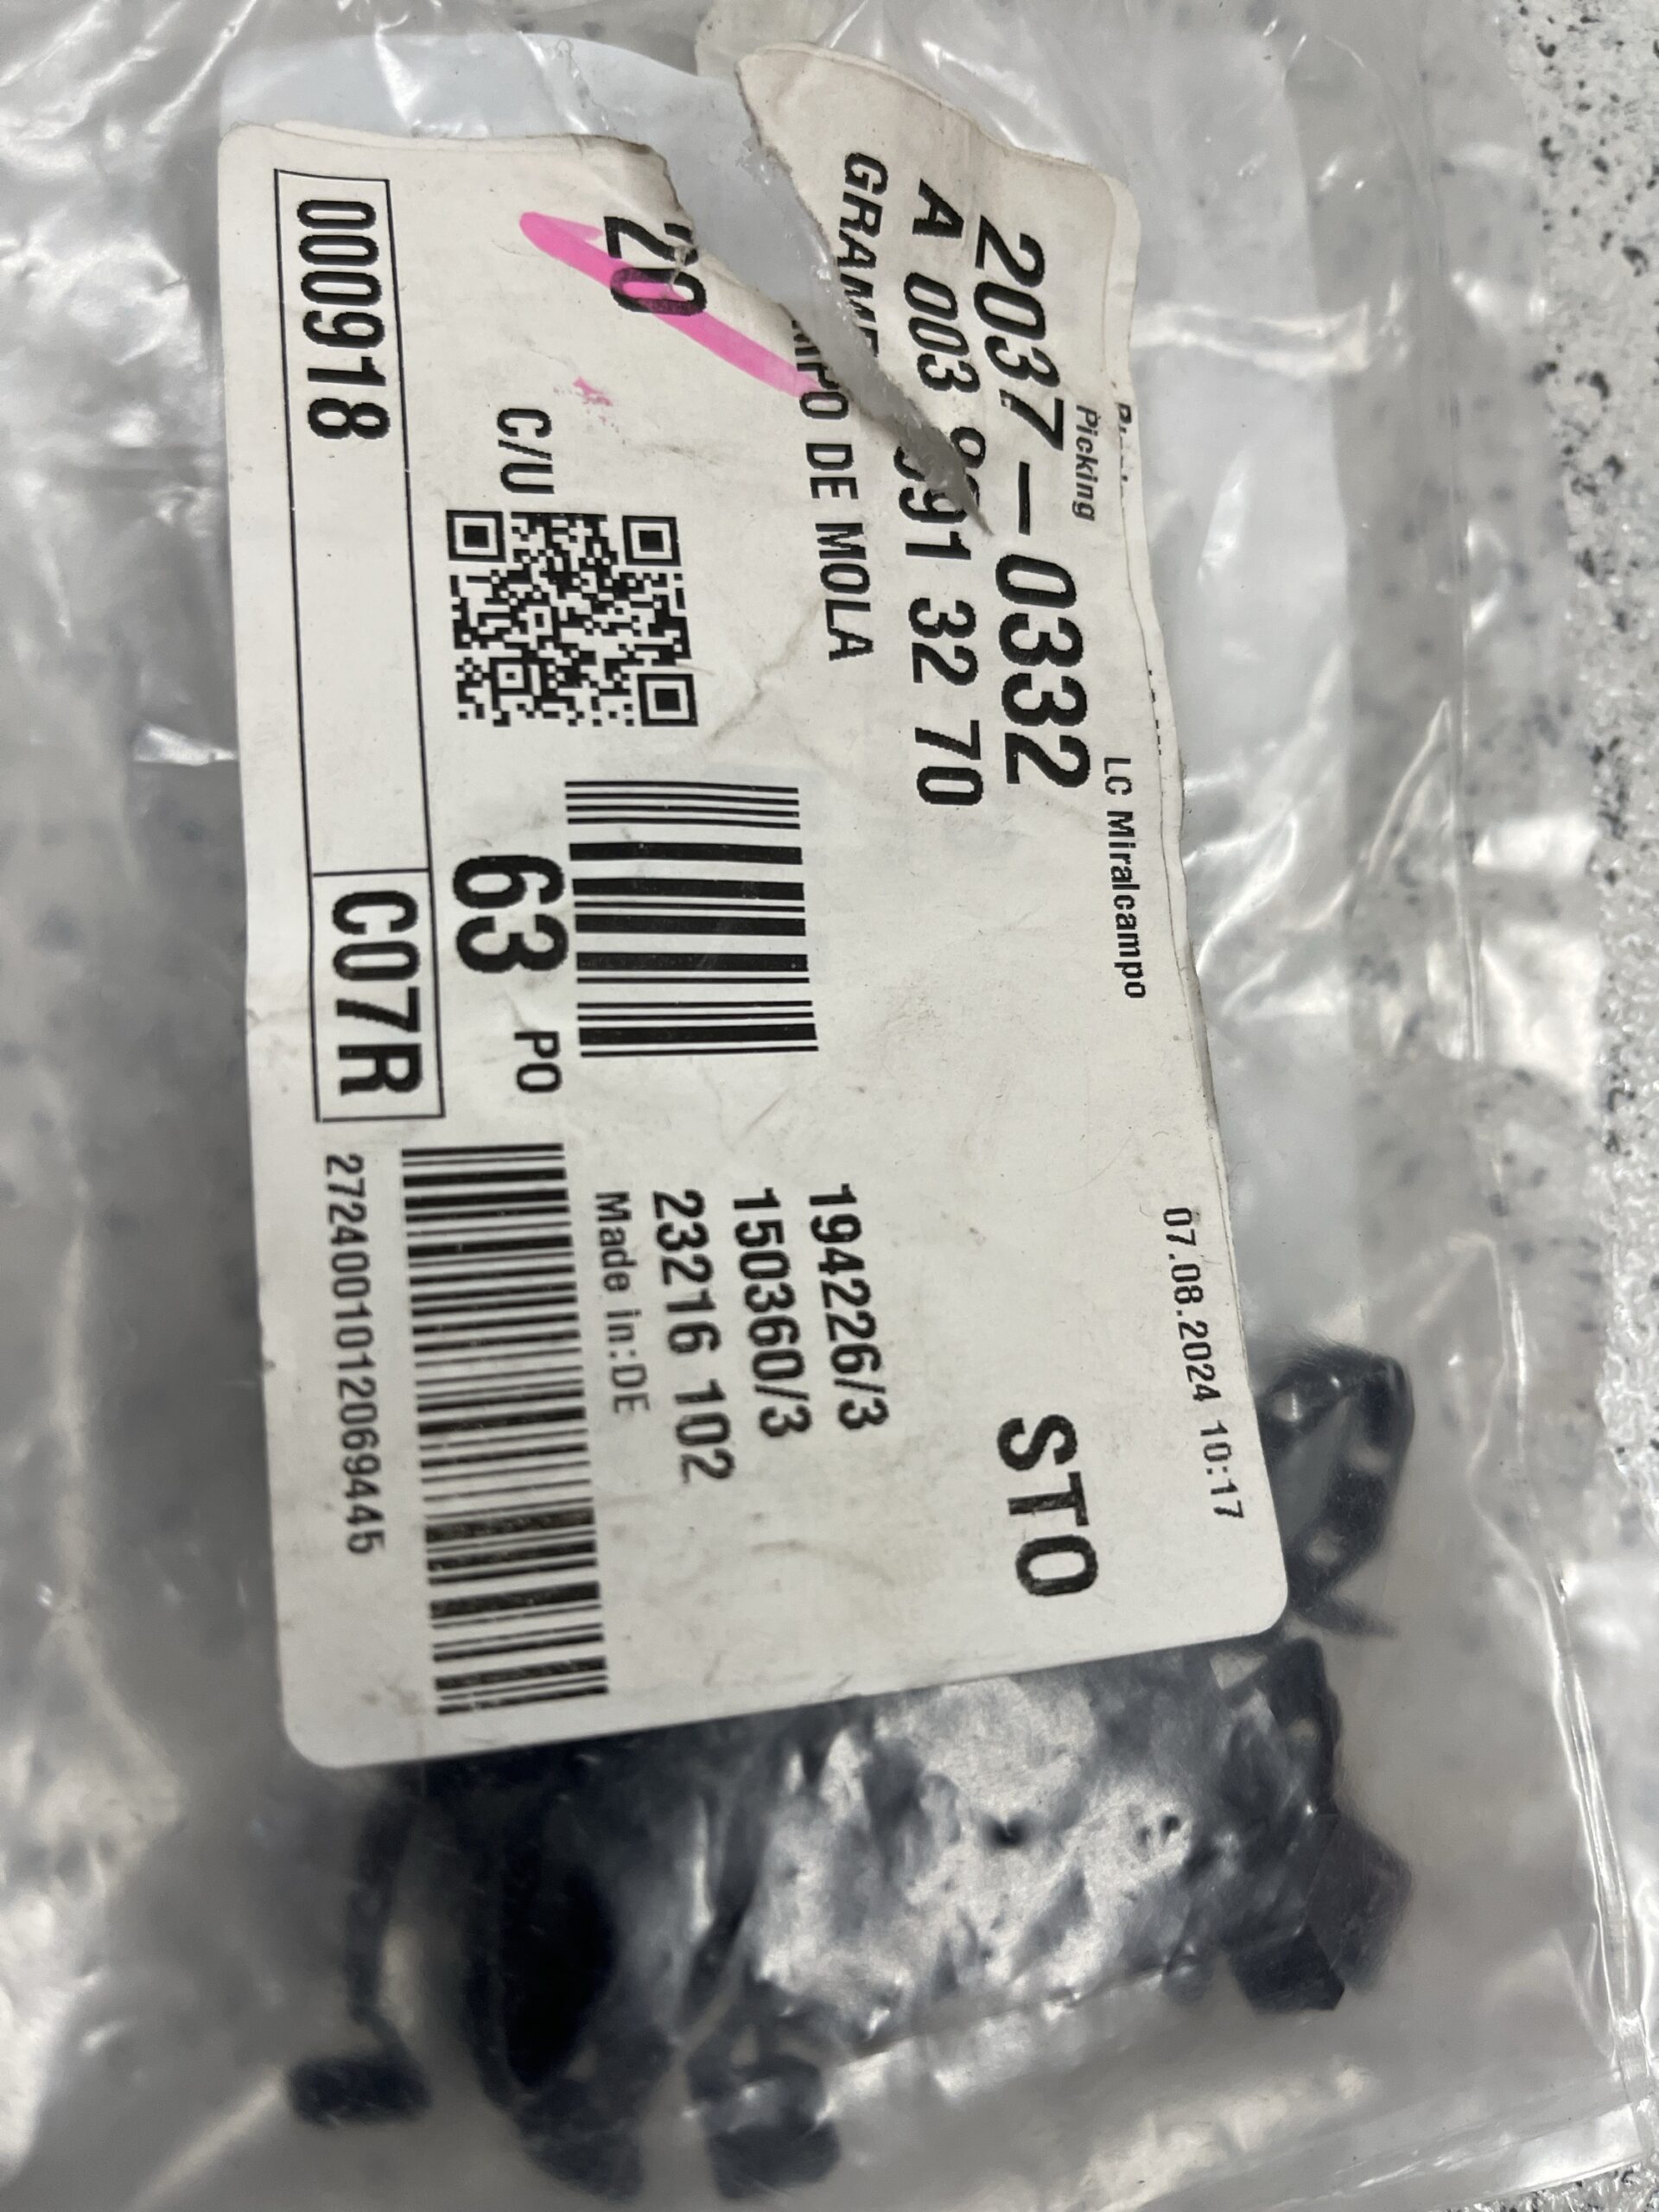 Picking LC Miralcampo 07.08.2024 10:17
2037-0332 STO
A 003 991 32 70
DE MOLA
194226/3
150360/3
20
23216 102
Made in:DE
C/U 63 PO
000918 C07R
2724001012069445